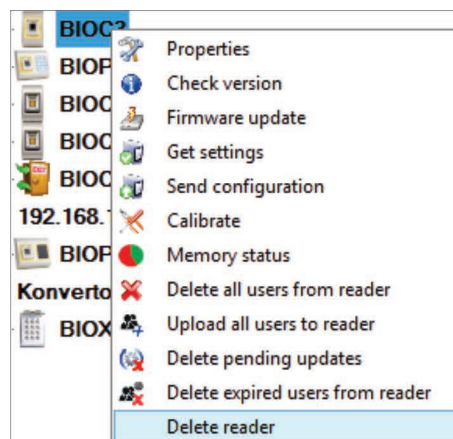 BIOC3
Properties
BIOP
Check version
BIOC
Firmware update
BIOC
Get settings
BIOC
Send configuration
192.168.
Calibrate
BIOP
Memory status
Konverto
Delete all users from reader
BIOX
Upload all users to reader
Delete pending updates
Delete expired users from reader
Delete reader